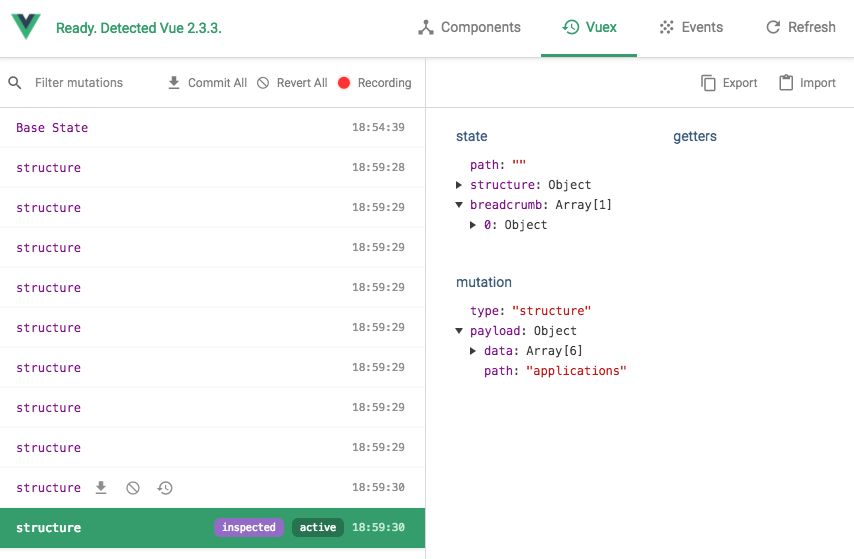 Ready. Detected Vue 2.3.3.
Components
Vuex
Events
Refresh
Filter mutations
Commit All
Revert All
Recording
Export
Import
Base State 18:54:39
structure 18:59:28
structure 18:59:29
structure 18:59:29
structure 18:59:29
structure 18:59:29
structure 18:59:29
structure 18:59:29
structure 18:59:29
structure 18:59:30
structure inspected active 18:59:30
state
path: ""
structure: Object
breadcrumb: Array[1]
0: Object
getters
mutation
type: "structure"
payload: Object
data: Array[6]
path: "applications"